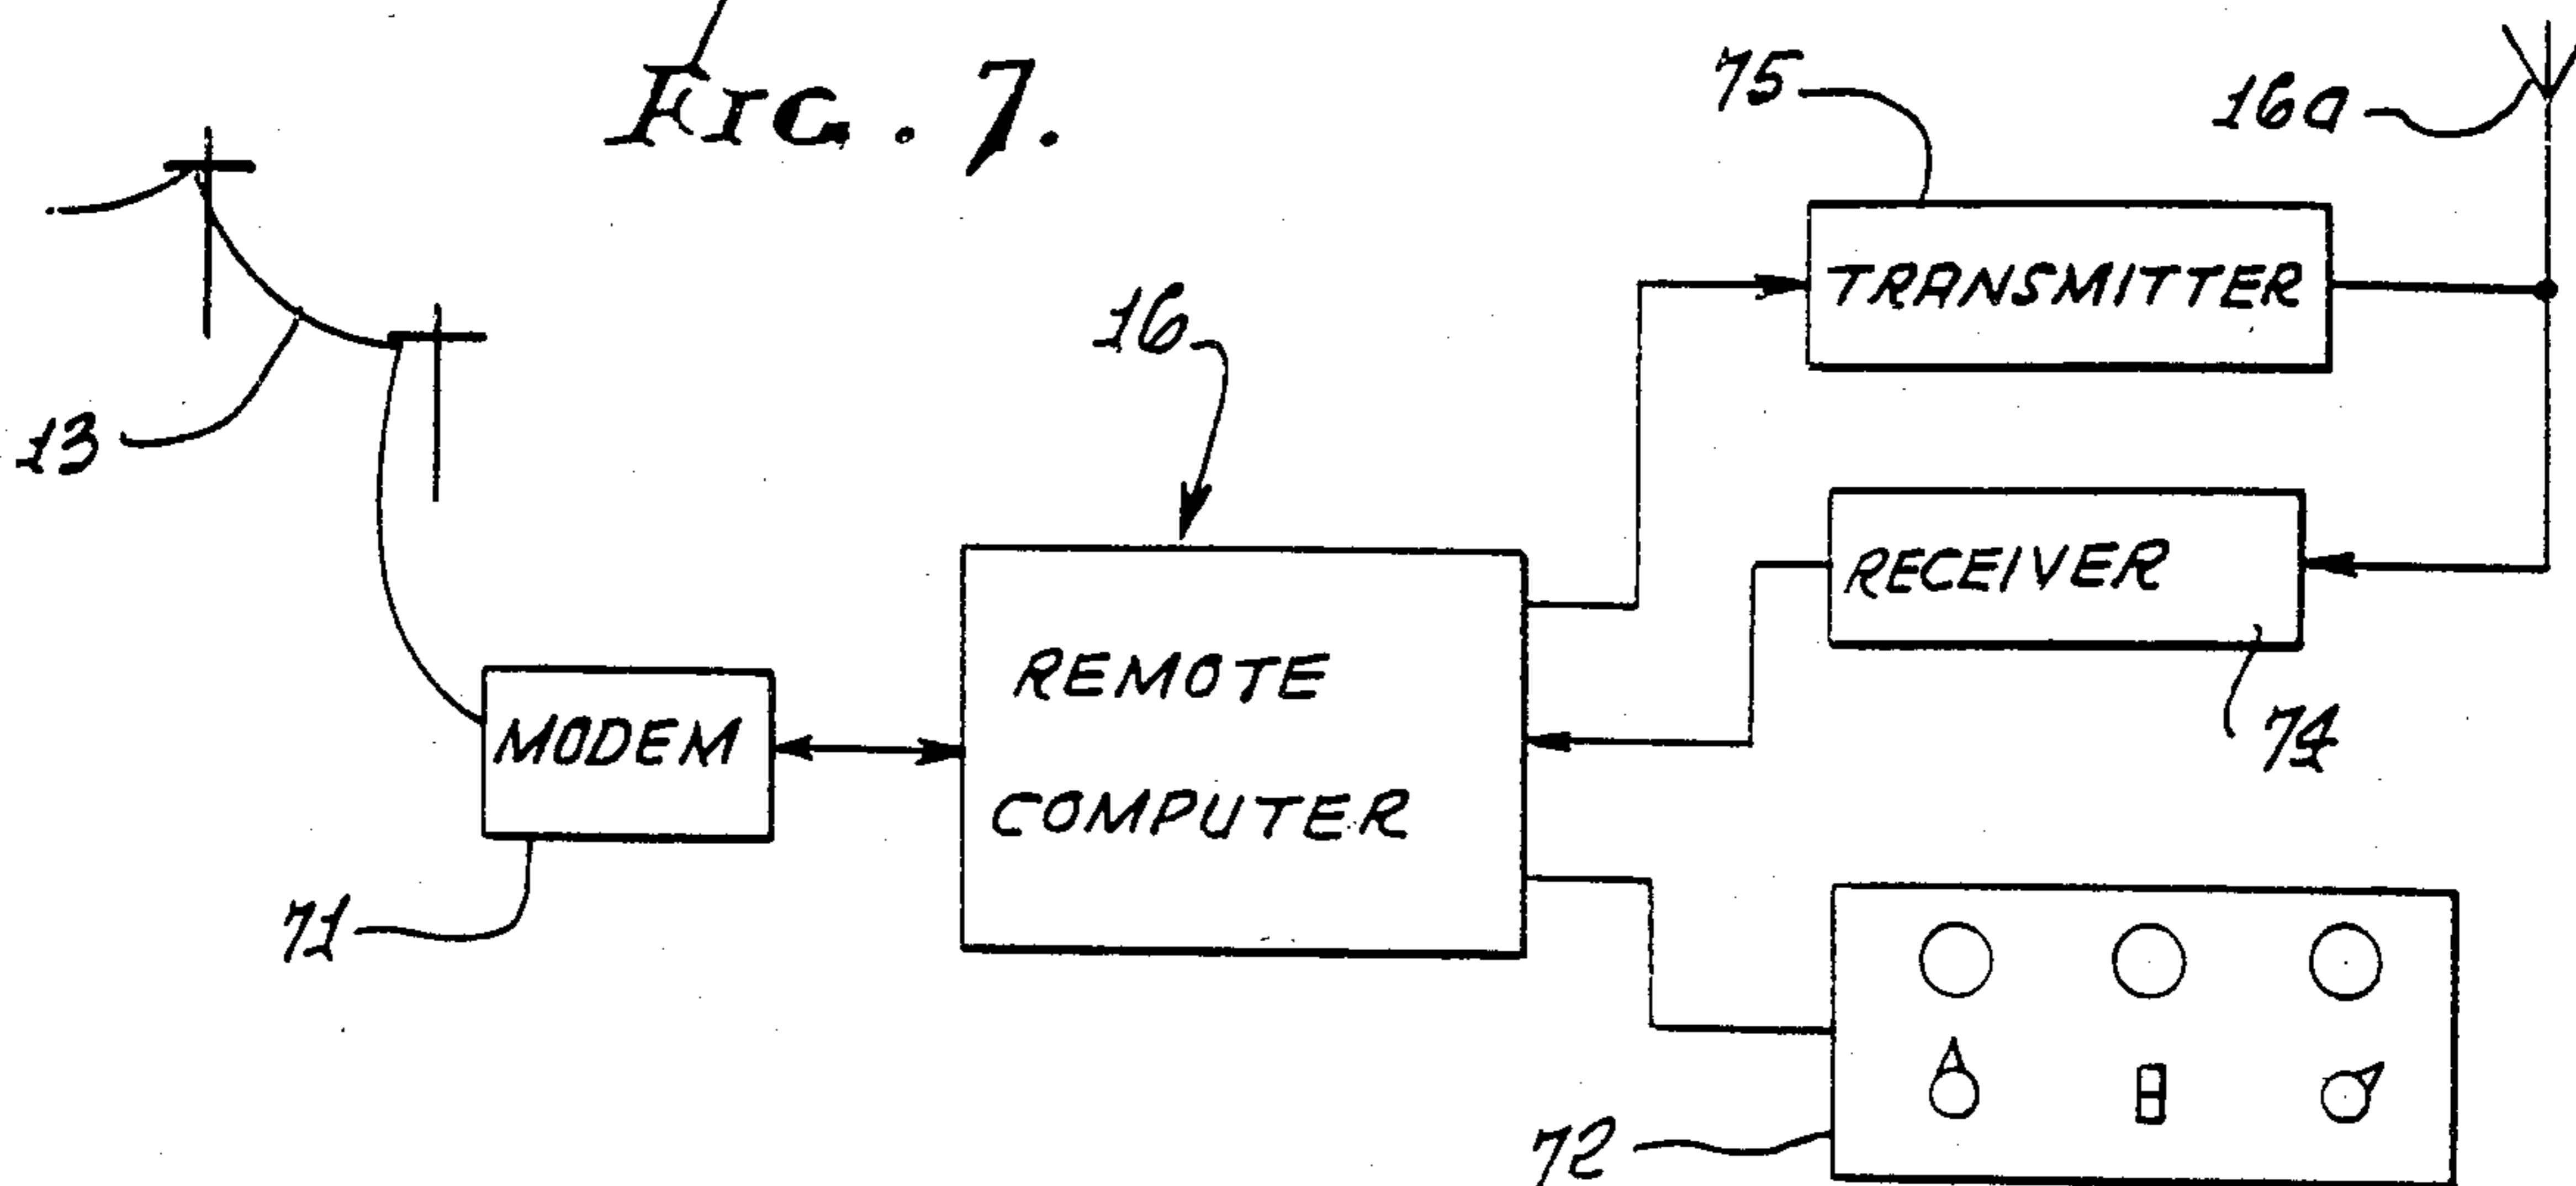 FIG. 7.
75
16a
TRANSMITTER
16
13
RECEIVER
74
REMOTE
COMPUTER
MODEM
71
72